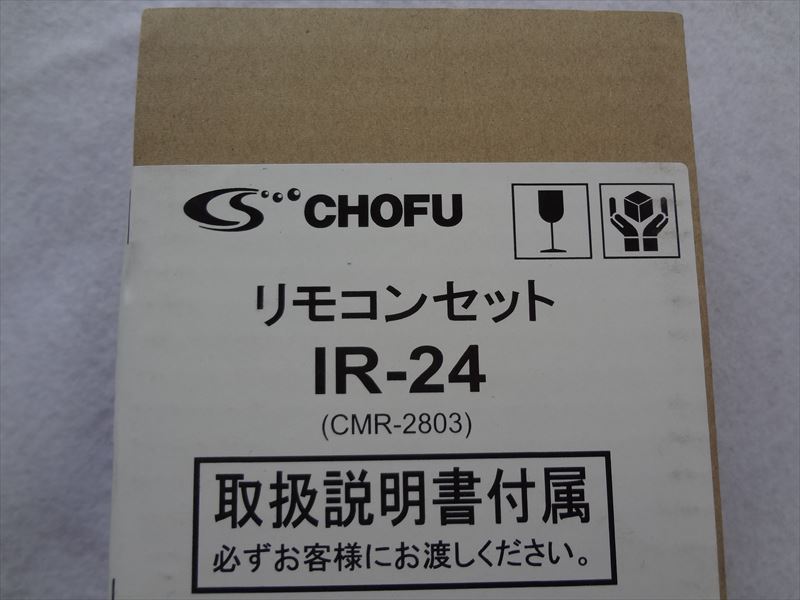 CHOFU
リモコンセット
IR-24
(CMR-2803)
取扱説明書付属
必ずお客様にお渡しください。